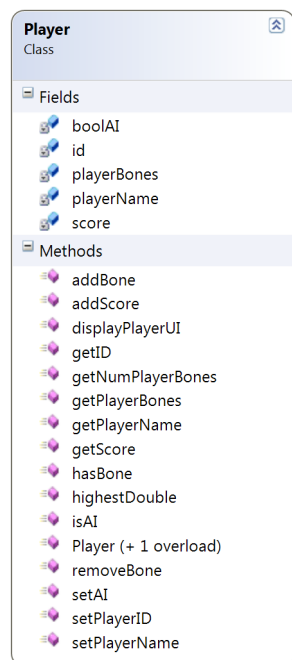 Player
Class
Fields
boolAI
id
playerBones
playerName
score
Methods
addBone
addScore
displayPlayerUI
getID
getNumPlayerBones
getPlayerBones
getPlayerName
getScore
hasBone
highestDouble
isAI
Player (+ 1 overload)
removeBone
setAI
setPlayerID
setPlayerName